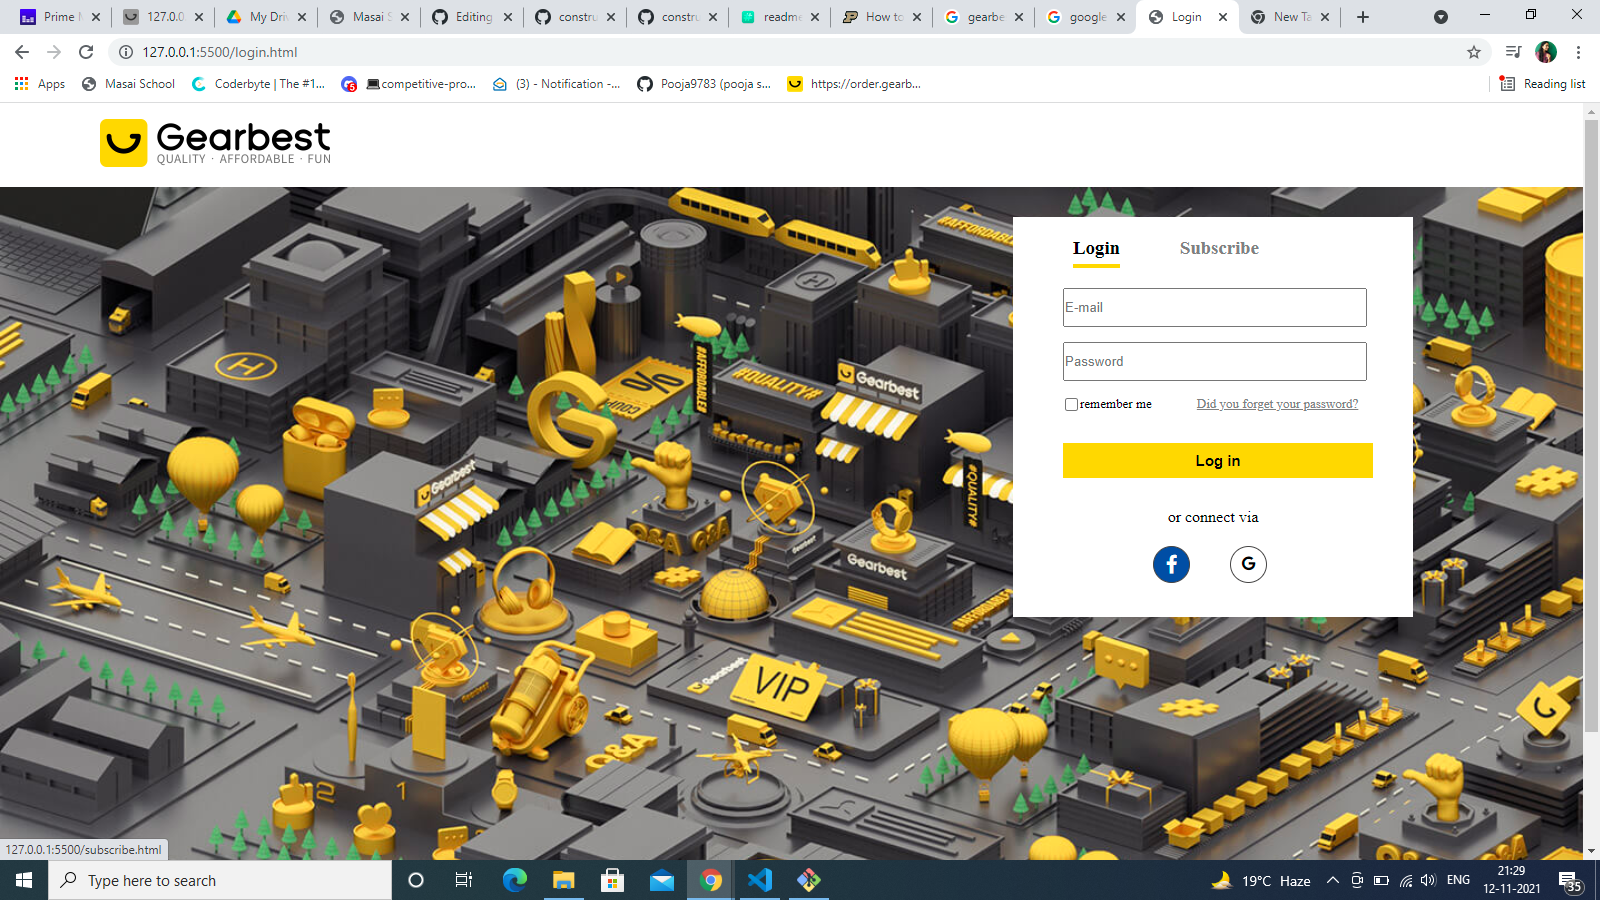 Prime M
127.0.0
My Driv
Masai S
Editing
constru
constru
readme
How to
gearbe
google
Login
New Ta
127.0.0.1:5500/login.html
Apps
Masai School
Coderbyte | The #1...
competitive-pro...
(3) - Notification -...
Pooja9783 (pooja s...
https://order.gearb...
Reading list
Gearbest
QUALITY · AFFORDABLE · FUN
Login
Subscribe
E-mail
Password
remember me
Did you forget your password?
Log in
or connect via
f
G
#AFFORDABLE
H
H
%
#AFFORDABLE#
#QUALITY#
Gearbest
G
Gearbest
#QUALITY#
Q&A
Gearbest
Gearbest
VIP
Q&A
2
1
127.0.0.1:5500/subscribe.html
Type here to search
19°C Haze
ENG
21:29
12-11-2021
35